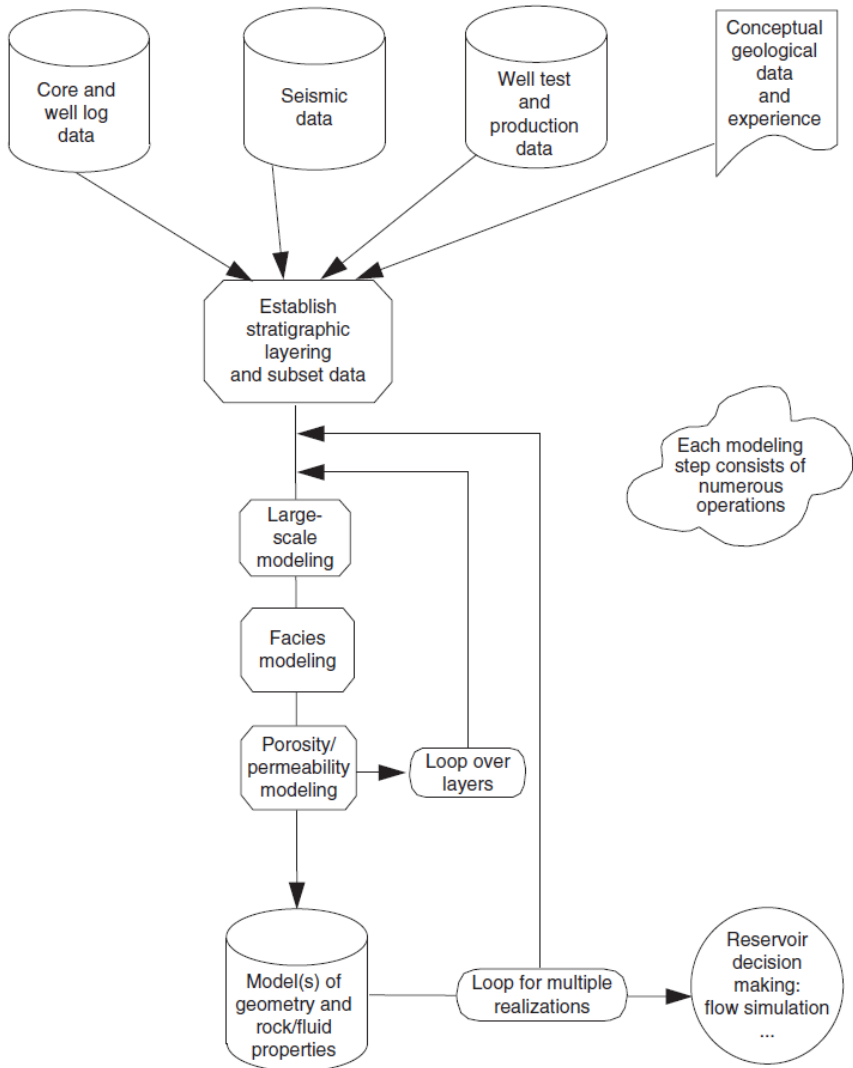 Core and
well log
data
Seismic
data
Well test
and
production
data
Conceptual
geological
data
and
experience
Establish
stratigraphic
layering
and subset data
Each modeling
step consists of
numerous
operations
Large-
scale
modeling
Facies
modeling
Porosity/
permeability
modeling
Loop over
layers
Model(s) of
geometry and
rock/fluid
properties
Loop for multiple
realizations
Reservoir
decision
making:
flow simulation
...